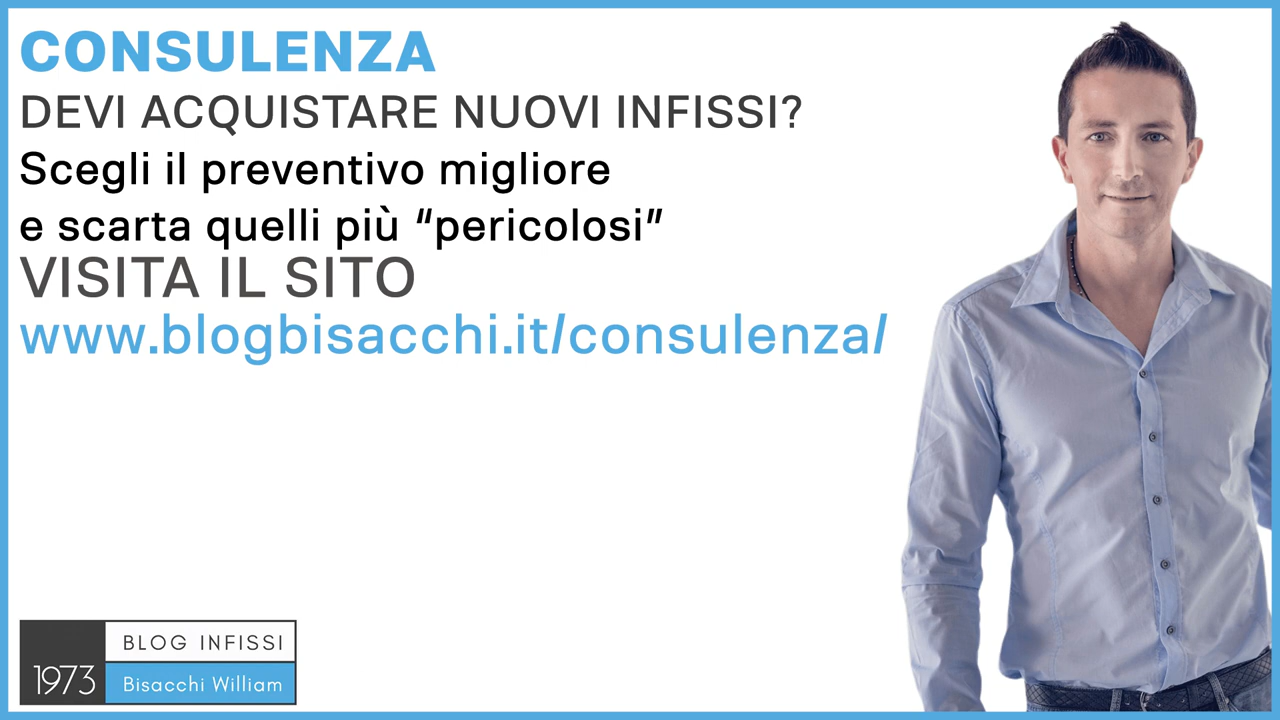 CONSULENZA
DEVI ACQUISTARE NUOVI INFISSI?
Scegli il preventivo migliore
e scarta quelli più “pericolosi”
VISITA IL SITO
www.blogbisacchi.it/consulenza/
BLOG INFISSI
1973
Bisacchi William